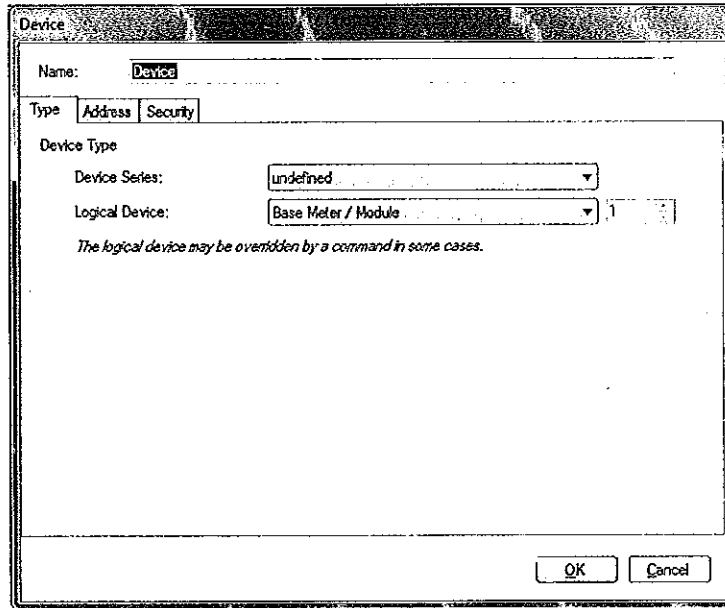 Device
Name: Device
Type Address Security
Device Type
Device Series: undefined
Logical Device: Base Meter / Module 1
The logical device may be overridden by a command in some cases.
OK Cancel